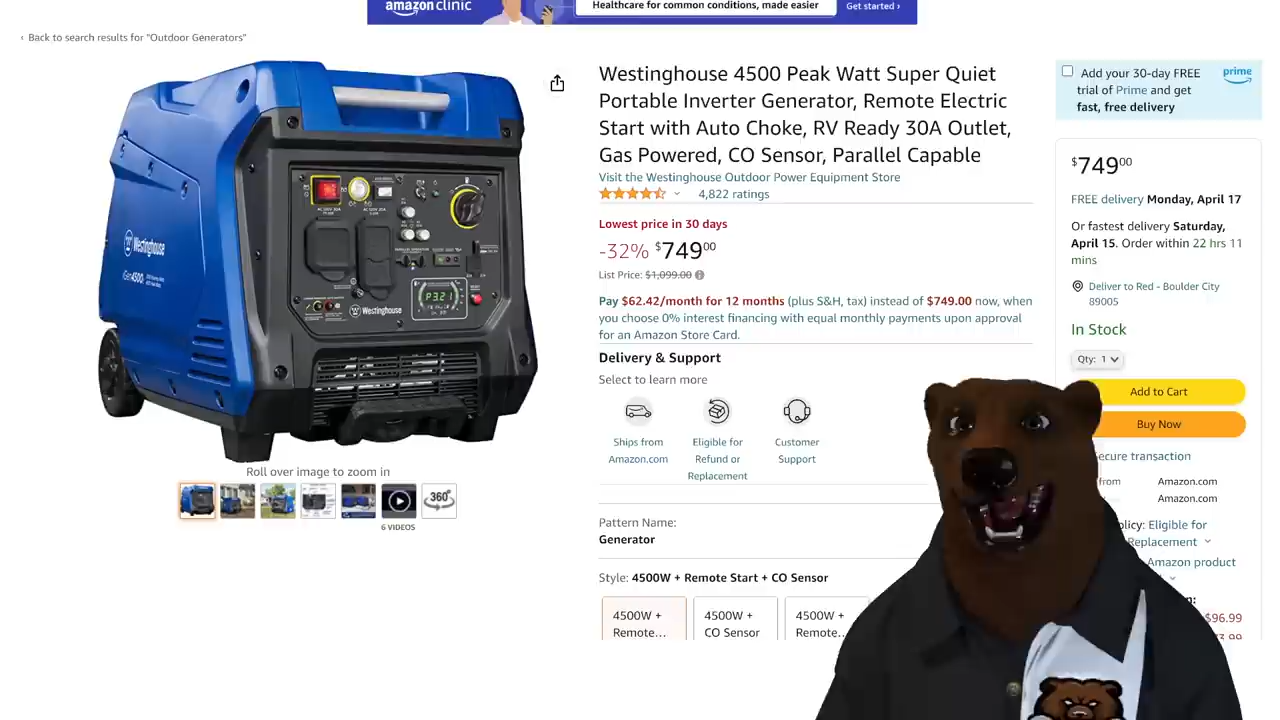 amazon clinic
Healthcare for common conditions, made easier
Get started ›
‹ Back to search results for "Outdoor Generators"
Westinghouse 4500 Peak Watt Super Quiet
Portable Inverter Generator, Remote Electric
Start with Auto Choke, RV Ready 30A Outlet,
Gas Powered, CO Sensor, Parallel Capable
Visit the Westinghouse Outdoor Power Equipment Store
4,822 ratings
Lowest price in 30 days
-32% $749⁰⁰
List Price: $1,099.00
Pay $62.42/month for 12 months (plus S&H, tax) instead of $749.00 now, when
you choose 0% interest financing with equal monthly payments upon approval
for an Amazon Store Card.
Delivery & Support
Select to learn more
Ships from
Amazon.com
Eligible for
Refund or
Replacement
Customer
Support
Pattern Name:
Generator
Style: 4500W + Remote Start + CO Sensor
4500W +
Remote...
4500W +
CO Sensor
4500W +
Remote...
Westinghouse
iGen4500
Westinghouse
P321
Roll over image to zoom in
6 VIDEOS
360°
Add your 30-day FREE
trial of Prime and get
fast, free delivery
prime
$749⁰⁰
FREE delivery Monday, April 17
Or fastest delivery Saturday,
April 15. Order within 22 hrs 11
mins
Deliver to Red - Boulder City
89005
In Stock
Qty: 1
Add to Cart
Buy Now
ecure transaction
from
Amazon.com
Amazon.com
olicy: Eligible for
Replacement
Amazon product
$96.99